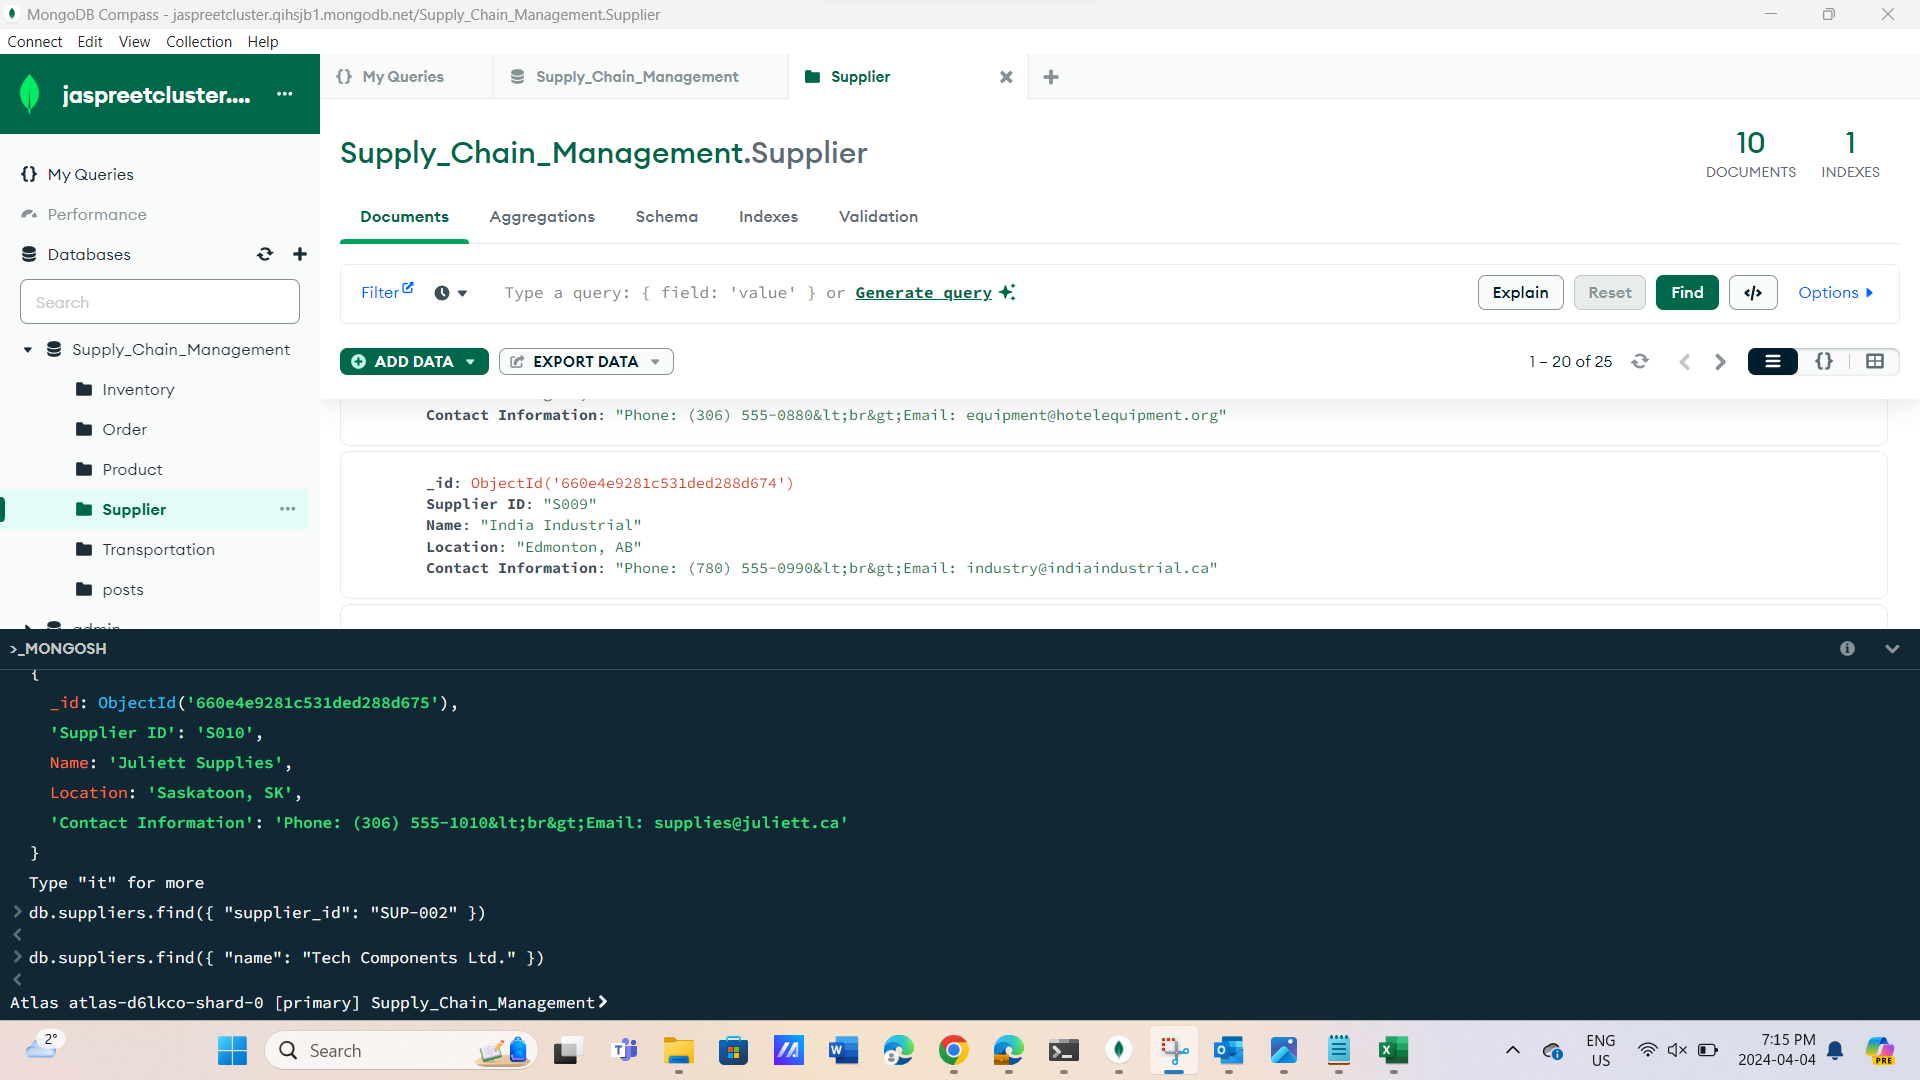 MongoDB Compass - jaspreetcluster.qihsjb1.mongodb.net/Supply_Chain_Management.Supplier
Connect Edit View Collection Help
jaspreetcluster.... ...
My Queries
Supply_Chain_Management
Supplier
Supply_Chain_Management.Supplier
10
DOCUMENTS
1
INDEXES
My Queries
Performance
Databases
Search
Supply_Chain_Management
Inventory
Order
Product
Supplier
Transportation
posts
Documents Aggregations Schema Indexes Validation
Filter
Type a query: { field: 'value' } or Generate query
Explain
Reset
Find
</>
Options
ADD DATA
EXPORT DATA
1 – 20 of 25
{}
Contact Information: "Phone: (306) 555-0880&lt;br&gt;Email: equipment@hotelequipment.org"
_id: ObjectId('660e4e9281c531ded288d674')
Supplier ID: "S009"
Name: "India Industrial"
Location: "Edmonton, AB"
Contact Information: "Phone: (780) 555-0990&lt;br&gt;Email: industry@indiaindustrial.ca"
>_MONGOSH
{
_id: ObjectId('660e4e9281c531ded288d675'),
'Supplier ID': 'S010',
Name: 'Juliett Supplies',
Location: 'Saskatoon, SK',
'Contact Information': 'Phone: (306) 555-1010&lt;br&gt;Email: supplies@juliett.ca'
}
Type "it" for more
> db.suppliers.find({ "supplier_id": "SUP-002" })
<
> db.suppliers.find({ "name": "Tech Components Ltd." })
<
Atlas atlas-d6lkco-shard-0 [primary] Supply_Chain_Management>
2°
Search
ENG
US
7:15 PM
2024-04-04
PRE